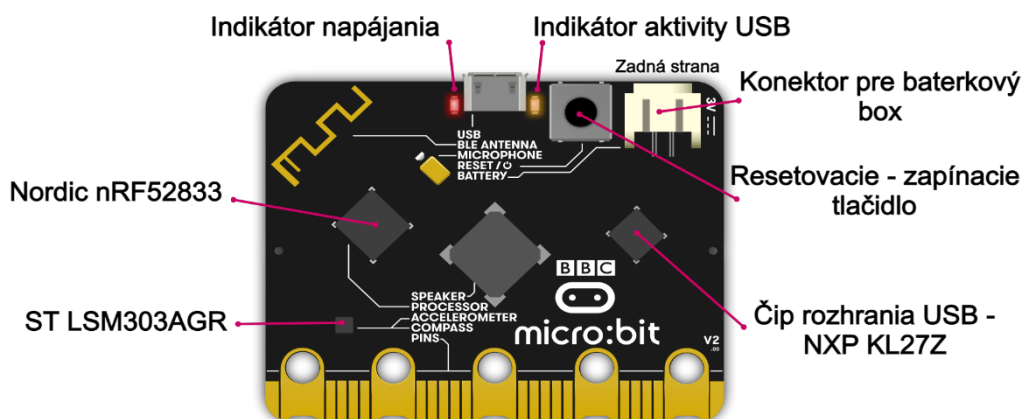 Indikátor napájania
Indikátor aktivity USB
Zadná strana
Konektor pre baterkový
box
3V
USB
BLE ANTENNA
MICROPHONE
RESET /
BATTERY
Nordic nRF52833
Resetovacie - zapínacie
tlačidlo
BBC
micro:bit
SPEAKER
PROCESSOR
ACCELEROMETER
COMPASS
PINS
ST LSM303AGR
Čip rozhrania USB -
NXP KL27Z
V2
.00